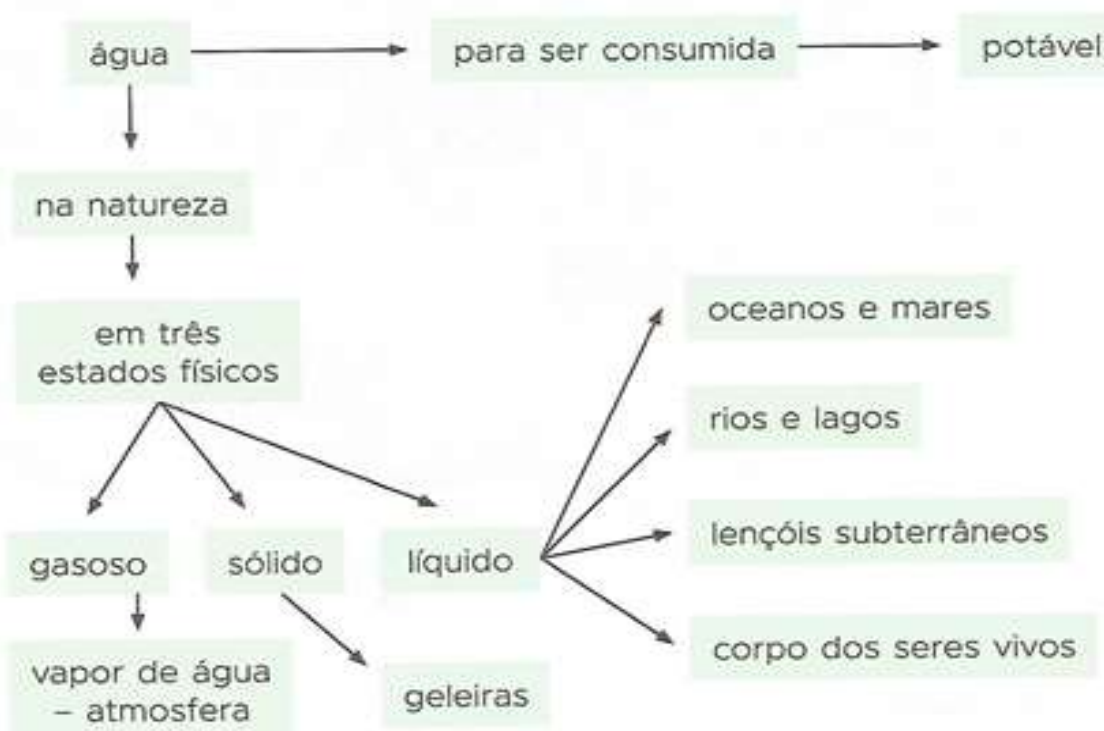 água
para ser consumida
potável
na natureza
em três
estados físicos
oceanos e mares
rios e lagos
lençóis subterrâneos
corpo dos seres vivos
gasoso
sólido
líquido
vapor de água
– atmosfera
geleiras